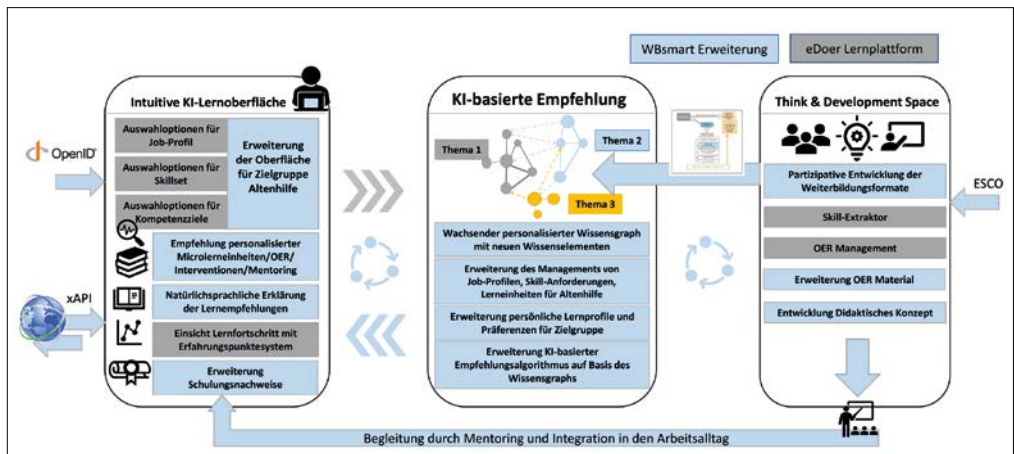 WBsmart Erweiterung
eDoer Lernplattform
Intuitive KI-Lernoberfläche
Auswahloptionen für
Job-Profil
Auswahloptionen für
Skillset
Auswahloptionen für
Kompetenzziele
Erweiterung
der Oberfläche
für Zielgruppe
Altenhilfe
Empfehlung personalisierter
Microlerneinheiten/OER/
Interventionen/Mentoring
Natürlichsprachliche Erklärung
der Lernempfehlungen
Einsicht Lernfortschritt mit
Erfahrungspunktesystem
Erweiterung
Schulungsnachweise
OpenID
xAPI
KI-basierte Empfehlung
Thema 1
Thema 2
Thema 3
Wachsender personalisierter Wissensgraph
mit neuen Wissenselementen
Erweiterung des Managements von
Job-Profilen, Skill-Anforderungen,
Lerneinheiten für Altenhilfe
Erweiterung persönliche Lernprofile und
Präferenzen für Zielgruppe
Erweiterung KI-basierter
Empfehlungsalgorithmus auf Basis des
Wissensgraphs
Think & Development Space
Partizipative Entwicklung der
Weiterbildungsformate
Skill-Extraktor
OER Management
Erweiterung OER Material
Entwicklung Didaktisches Konzept
ESCO
Begleitung durch Mentoring und Integration in den Arbeitsalltag